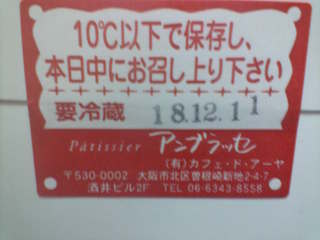 10℃以下で保存し、
本日中にお召し上り下さい
要冷蔵 18.12.11
Pâtissier アンブラッセ
(有)カフェ・ド・アーヤ
〒530-0002 大阪市北区曽根崎新地2-4-7
酒井ビル2F TEL 06-6343-8558